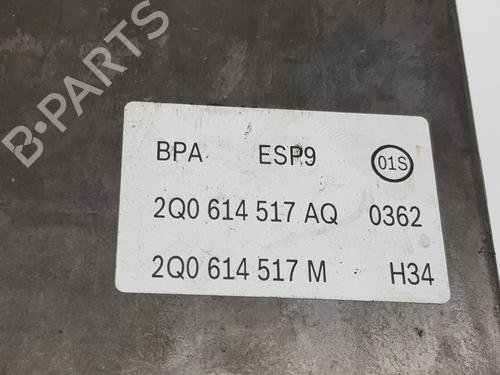 B-PARTS
BPA ESP9 01S
2Q0 614 517 AQ 0362
2Q0 614 517 M H34